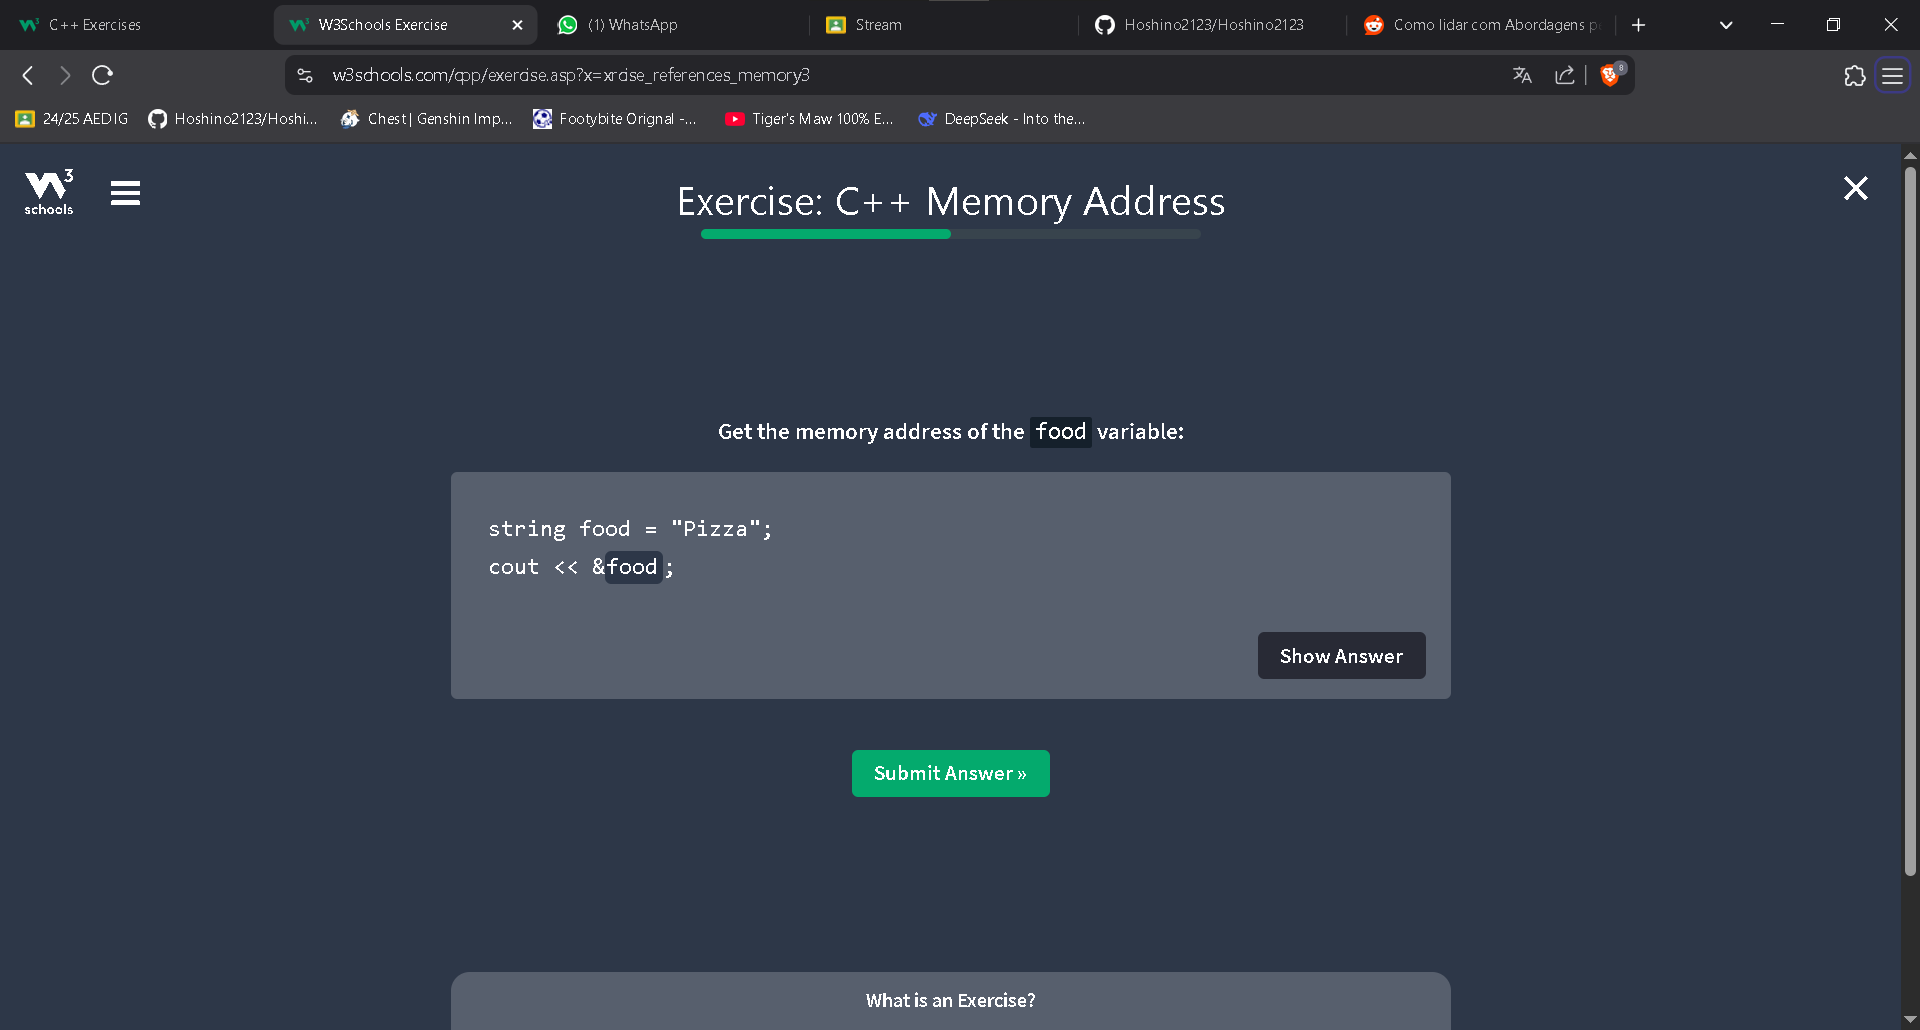 C++ Exercises
W3Schools Exercise
(1) WhatsApp
Stream
Hoshino2123/Hoshino2123
Como lidar com Abordagens pe
w3schools.com/cpp/exercise.asp?x=xrcise_references_memory3
24/25 AEDIG
Hoshino2123/Hoshi...
Chest | Genshin Imp...
Footybite Orignal -...
Tiger's Maw 100% E...
DeepSeek - Into the...
3
schools
Exercise: C++ Memory Address
Get the memory address of the food variable:
string food = "Pizza";
cout << &food;
Show Answer
Submit Answer »
What is an Exercise?